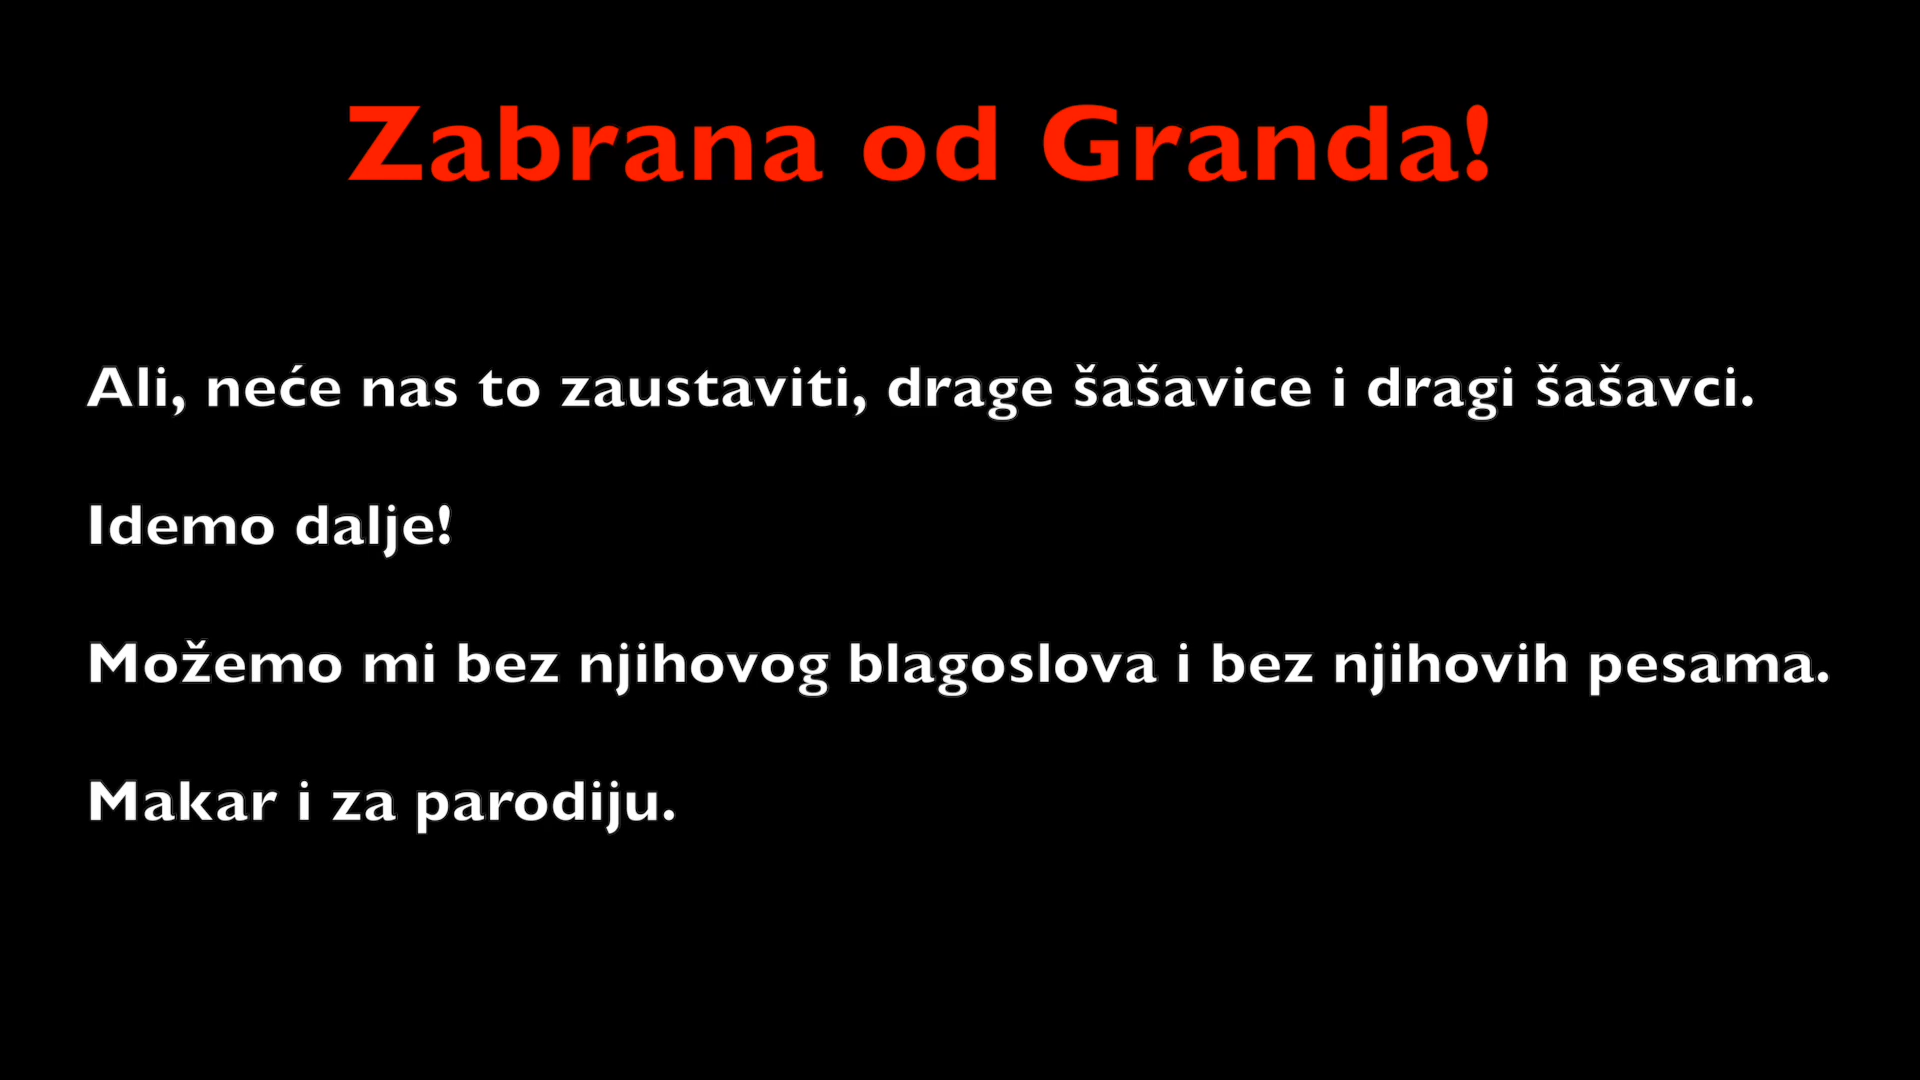 Zabrana od Granda!
Ali, neće nas to zaustaviti, drage šašavice i dragi šašavci.
Idemo dalje!
Možemo mi bez njihovog blagoslova i bez njihovih pesama.
Makar i za parodiju.